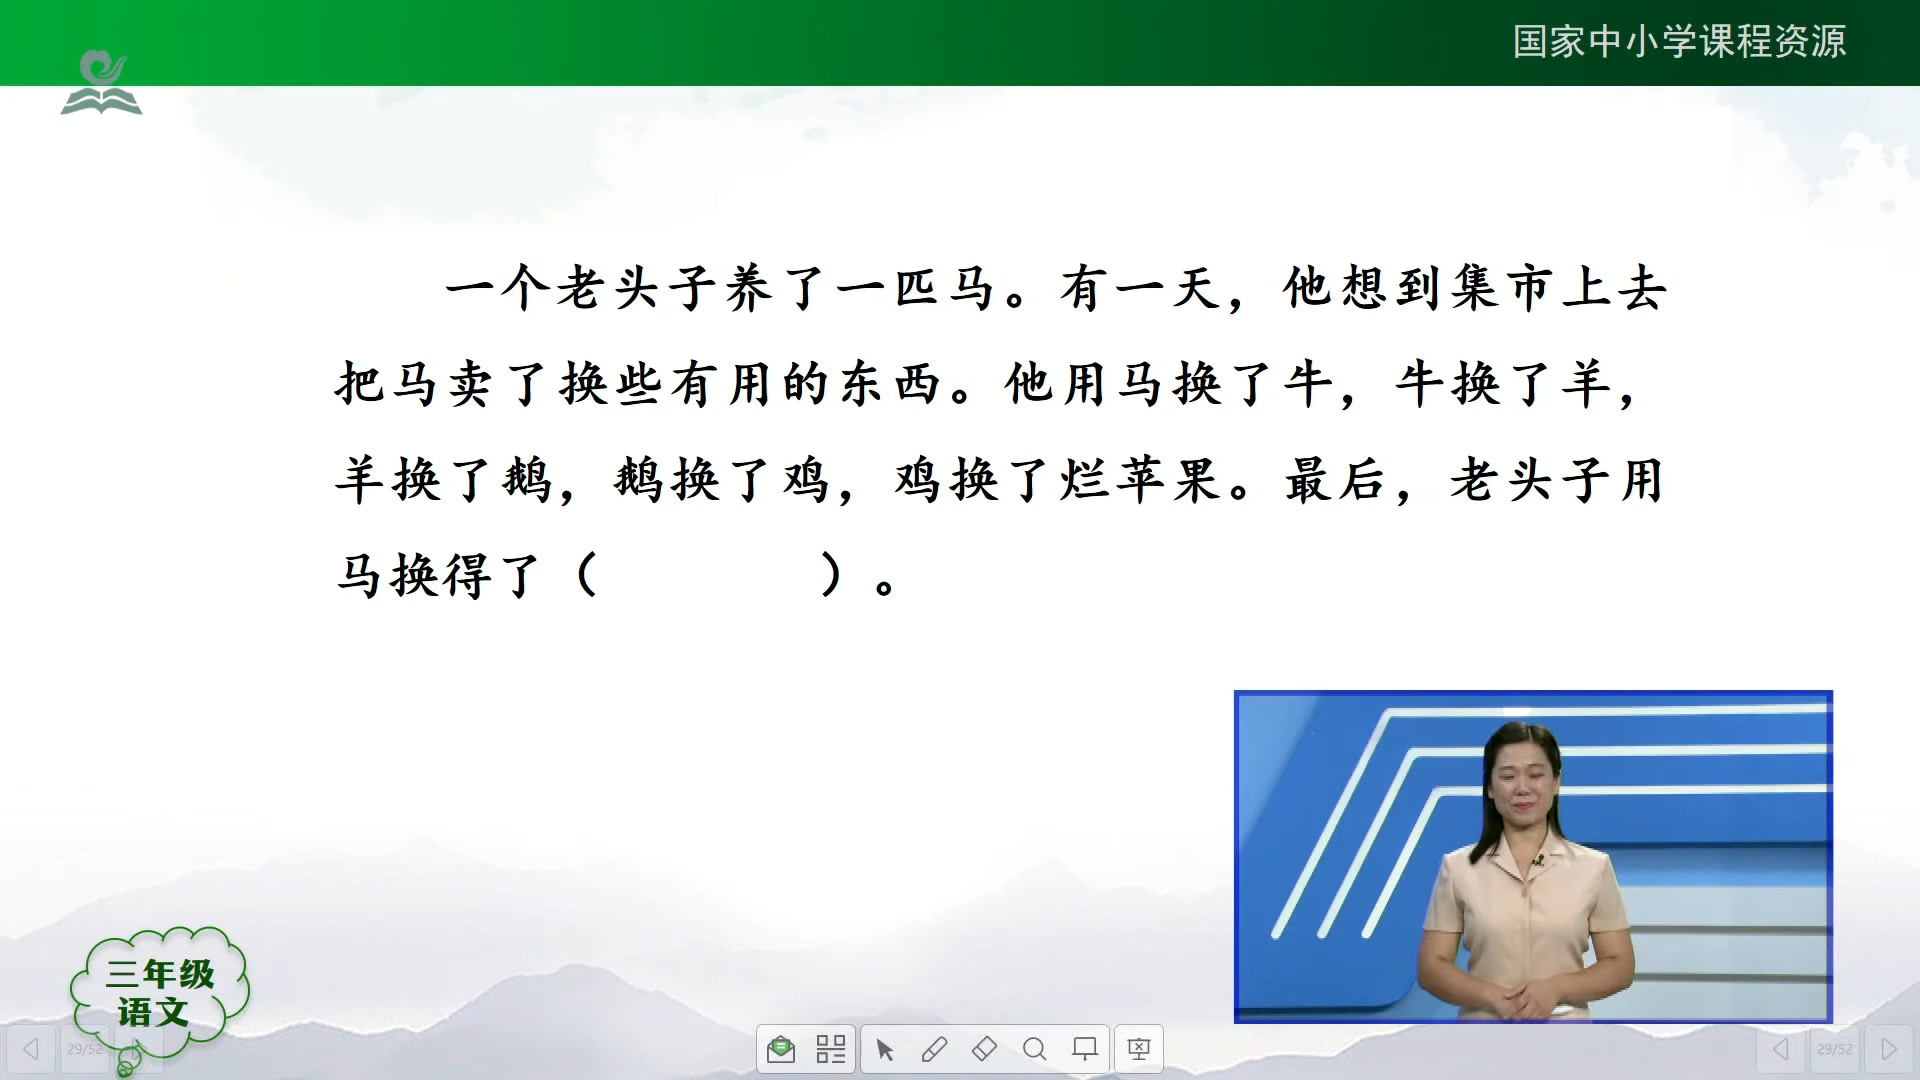 国家中小学课程资源
一个老头子养了一匹马。有一天，他想到集市上去
把马卖了换些有用的东西。他用马换了牛，牛换了羊，
羊换了鹅，鹅换了鸡，鸡换了烂苹果。最后，老头子用
马换得了（ ）。
三年级
语文
29/52
29/52